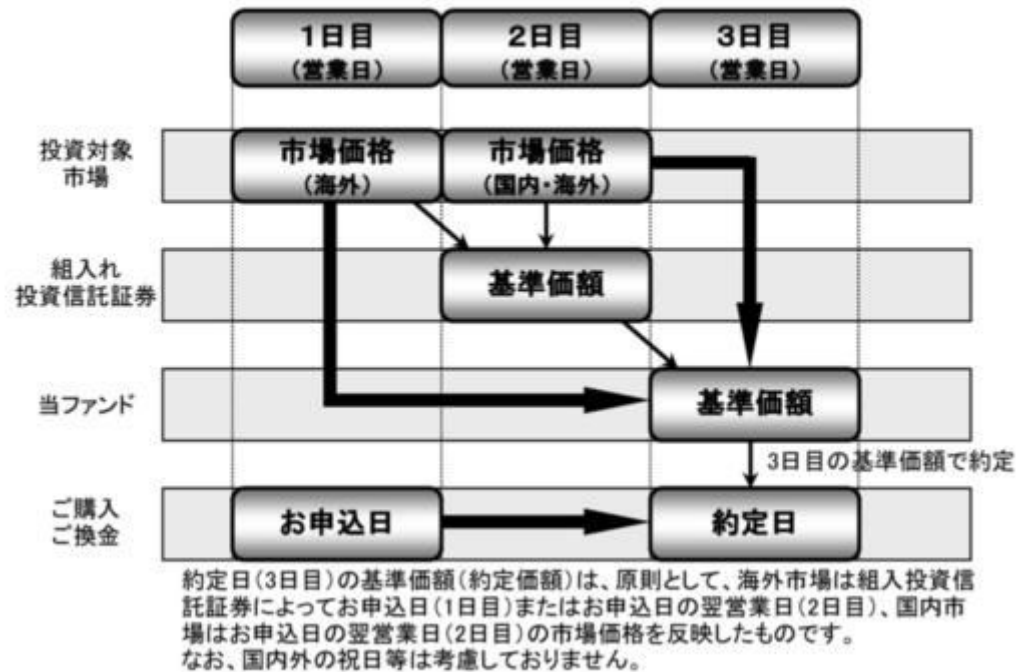 1日目
(営業日)
2日目
(営業日)
3日目
(営業日)
投資対象
市場
市場価格
(海外)
市場価格
(国内・海外)
組入れ
投資信託証券
基準価額
当ファンド
基準価額
3日目の基準価額で約定
ご購入
ご換金
お申込日
約定日
約定日(3日目)の基準価額(約定価額)は、原則として、海外市場は組入投資信
託証券によってお申込日(1日目)またはお申込日の翌営業日(2日目)、国内市
場はお申込日の翌営業日(2日目)の市場価格を反映したものです。
なお、国内外の祝日等は考慮しておりません。